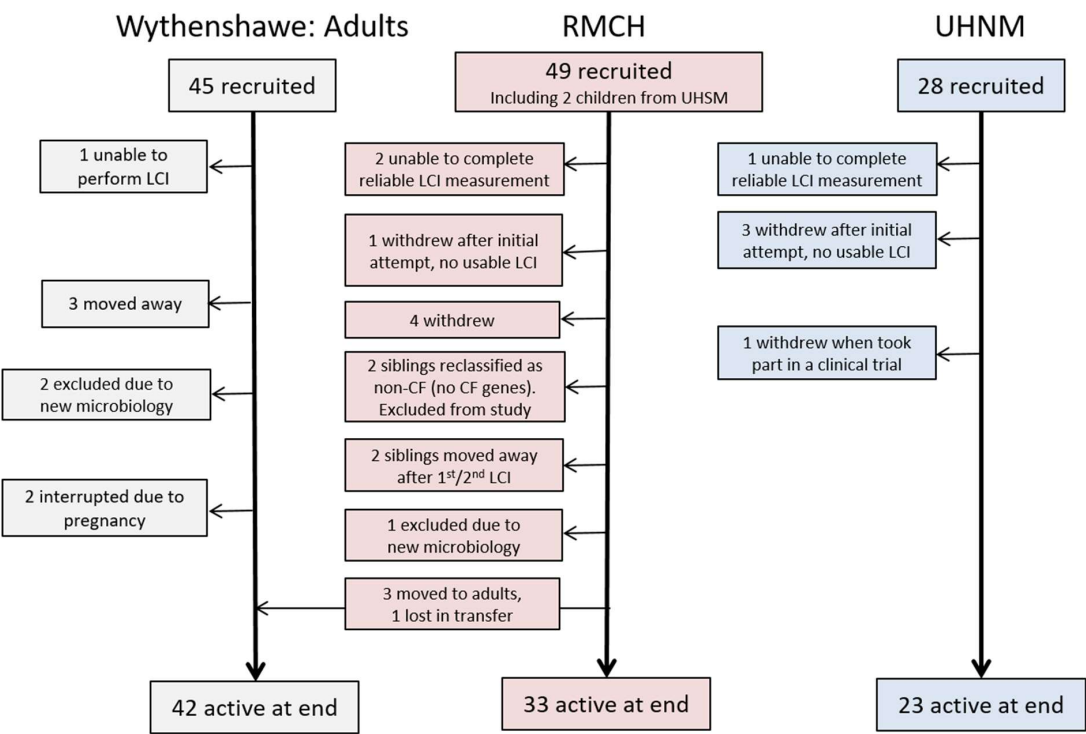 Wythenshawe: Adults
45 recruited
1 unable to
perform LCI
3 moved away
2 excluded due to
new microbiology
2 interrupted due to
pregnancy
42 active at end
RMCH
49 recruited
Including 2 children from UHSM
2 unable to complete
reliable LCI measurement
1 withdrew after initial
attempt, no usable LCI
4 withdrew
2 siblings reclassified as
non-CF (no CF genes).
Excluded from study
2 siblings moved away
after 1st/2nd LCI
1 excluded due to
new microbiology
3 moved to adults,
1 lost in transfer
33 active at end
UHNM
28 recruited
1 unable to complete
reliable LCI measurement
3 withdrew after initial
attempt, no usable LCI
1 withdrew when took
part in a clinical trial
23 active at end